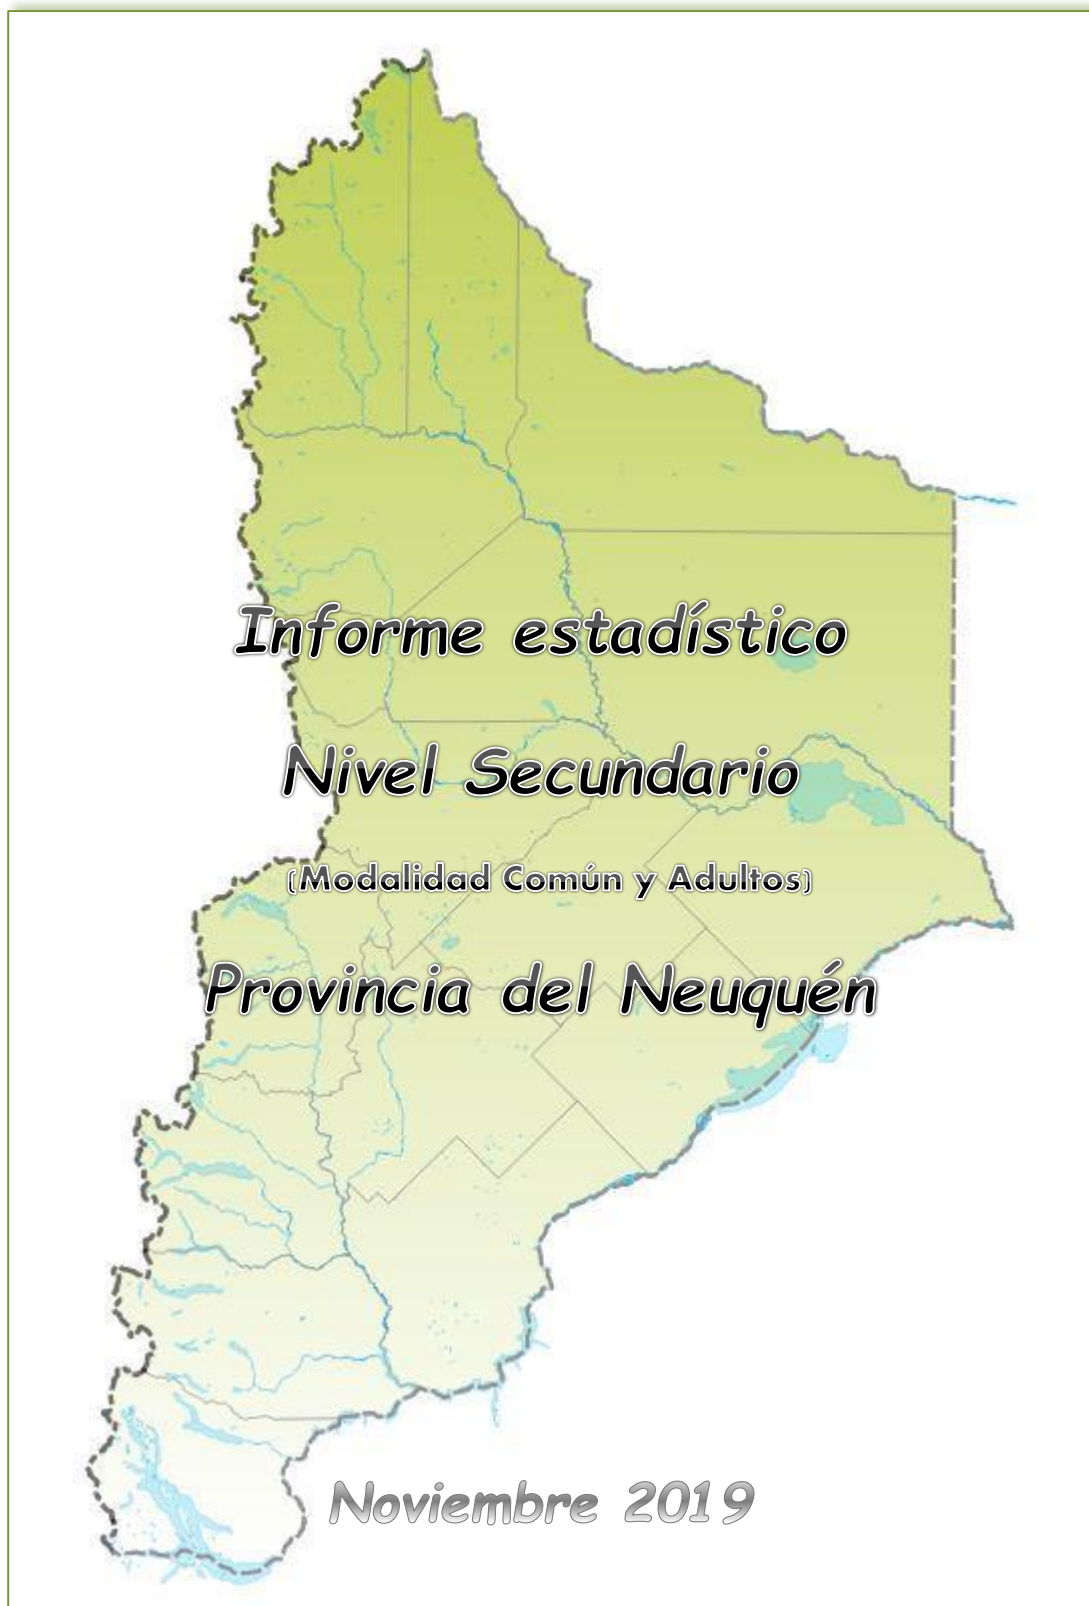 Informe estadístico
Nivel Secundario
(Modalidad Común y Adultos)
Provincia del Neuquén
Noviembre 2019